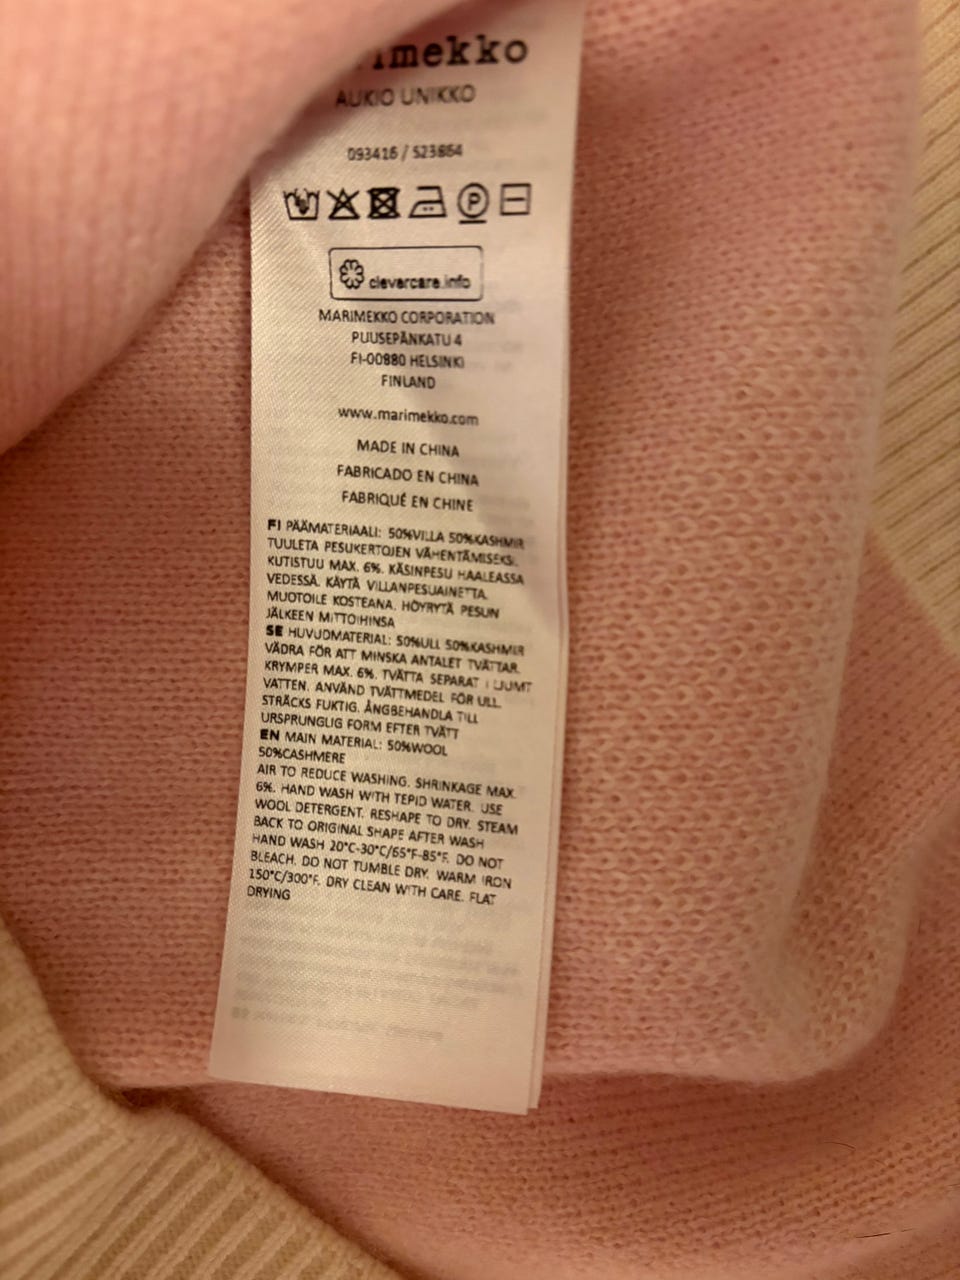 rimekko
AUKIO UNIKKO
093416 / 523864
P
clevercare.info
MARIMEKKO CORPORATION
PUUSEPÄNKATU 4
FI-00880 HELSINKI
FINLAND
www.marimekko.com
MADE IN CHINA
FABRICADO EN CHINA
FABRIQUÉ EN CHINE
FI PÄÄMATERIAALI: 50%VILLA 50%KASHMIR
TUULETA PESUKERTOJEN VÄHENTÄMISEKSI.
KUTISTUU MAX. 6%. KÄSINPESU HAALEASSA
VEDESSÄ. KÄYTÄ VILLANPESUAINETTA.
MUOTOILE KOSTEANA. HÖYRYTÄ PESUN
JÄLKEEN MITTOIHINSA
SE HUVUDMATERIAL: 50%ULL 50%KASHMIR
VÄDRA FÖR ATT MINSKA ANTALET TVÄTTAR.
KRYMPER MAX. 6%. TVÄTTA SEPARAT I LJUMT
VATTEN. ANVÄND TVÄTTMEDEL FÖR ULL.
STRÄCKS FUKTIG. ÅNGBEHANDLA TILL
URSPRUNGLIG FORM EFTER TVÄTT
EN MAIN MATERIAL: 50%WOOL
50%CASHMERE
AIR TO REDUCE WASHING. SHRINKAGE MAX.
6%. HAND WASH WITH TEPID WATER. USE
WOOL DETERGENT. RESHAPE TO DRY. STEAM
BACK TO ORIGINAL SHAPE AFTER WASH
HAND WASH 20°C-30°C/65°F-85°F. DO NOT
BLEACH. DO NOT TUMBLE DRY. WARM IRON
150°C/300°F. DRY CLEAN WITH CARE. FLAT
DRYING